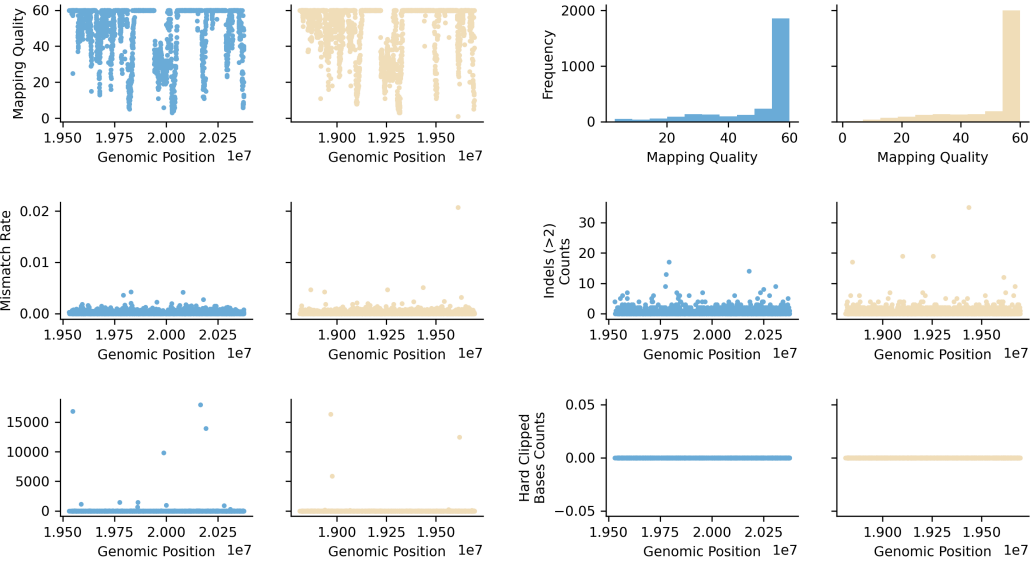 Mapping Quality
60
40
20
0
1.950 1.975 2.000 2.025
Genomic Position 1e7
1.900 1.925 1.950
Genomic Position 1e7
Frequency
2000
1000
0
20 40 60
Mapping Quality
0 20 40 60
Mapping Quality
Mismatch Rate
0.02
0.01
0.00
1.950 1.975 2.000 2.025
Genomic Position 1e7
1.900 1.925 1.950
Genomic Position 1e7
Indels (>2)
Counts
30
20
10
0
1.950 1.975 2.000 2.025
Genomic Position 1e7
1.900 1.925 1.950
Genomic Position 1e7
15000
10000
5000
0
1.950 1.975 2.000 2.025
Genomic Position 1e7
1.900 1.925 1.950
Genomic Position 1e7
Hard Clipped
Bases Counts
0.05
0.00
−0.05
1.950 1.975 2.000 2.025
Genomic Position 1e7
1.900 1.925 1.950
Genomic Position 1e7